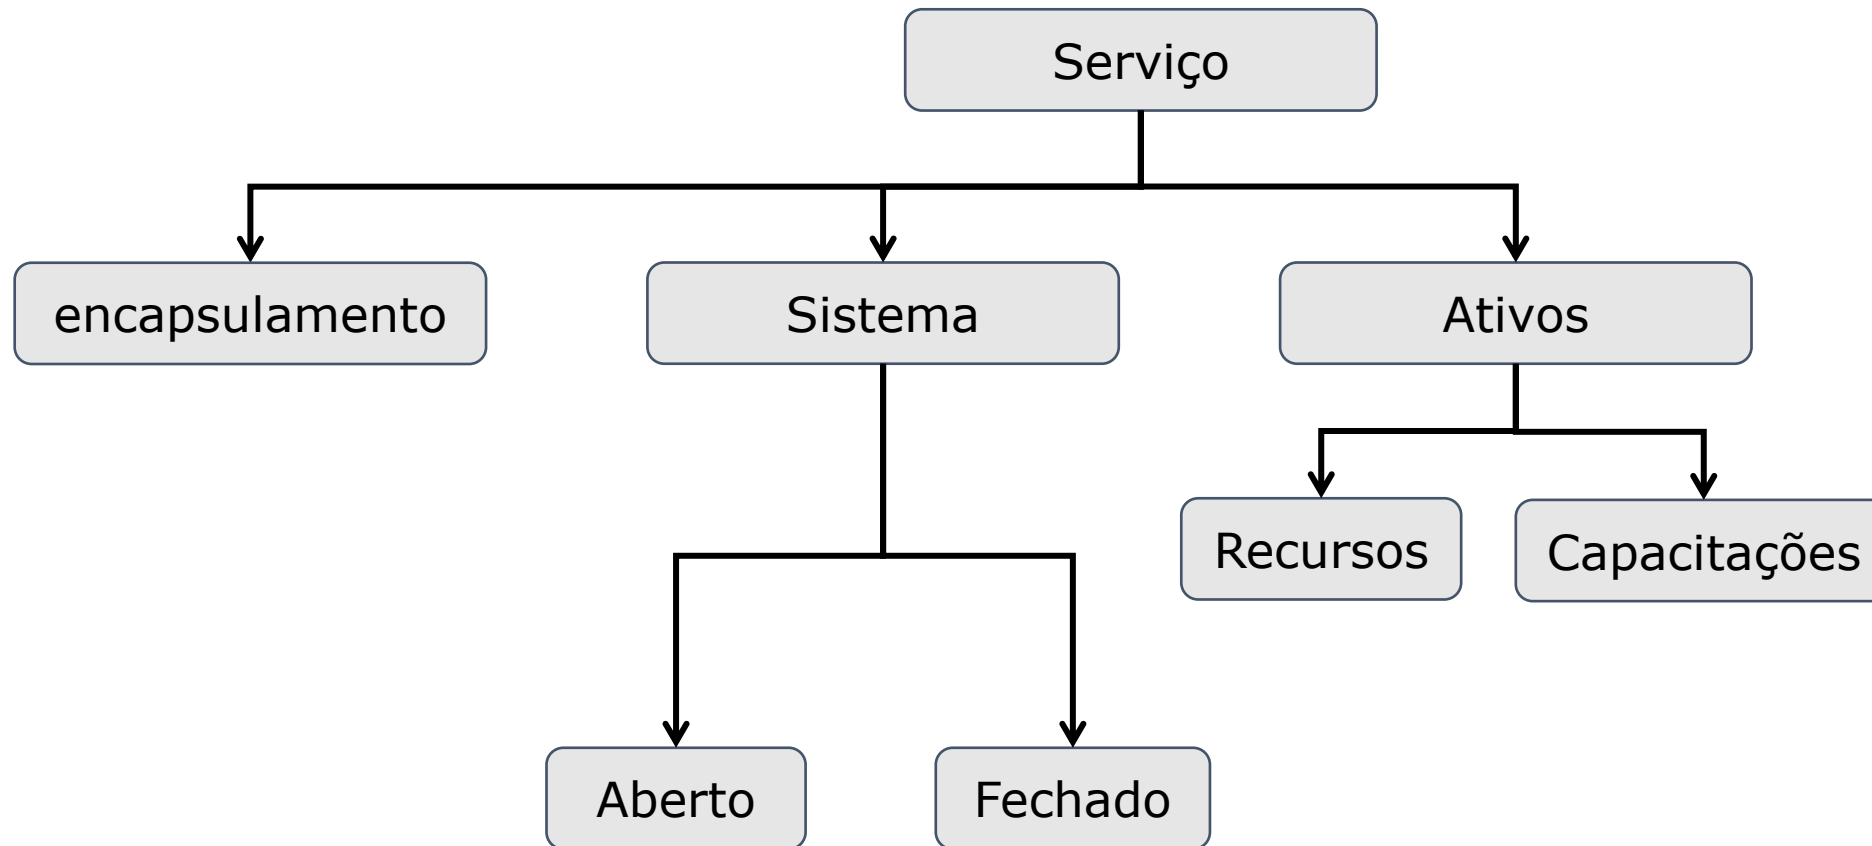 Serviço
encapsulamento
Sistema
Ativos
Recursos
Capacitações
Aberto
Fechado